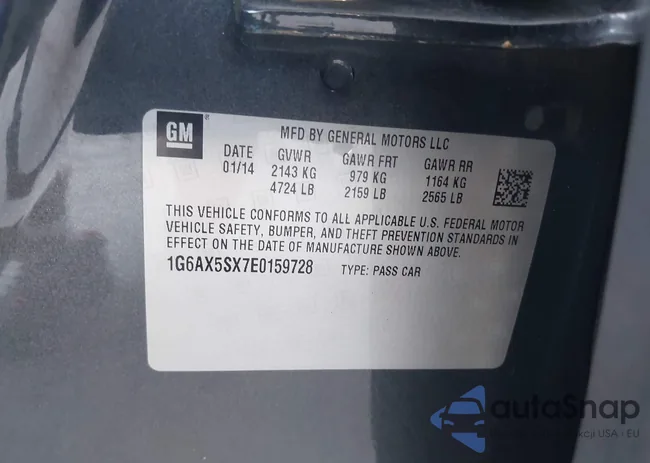 GM ®
MFD BY GENERAL MOTORS LLC
DATE GVWR GAWR FRT GAWR RR
01/14 2143 KG 979 KG 1164 KG
4724 LB 2159 LB 2565 LB
THIS VEHICLE CONFORMS TO ALL APPLICABLE U.S. FEDERAL MOTOR
VEHICLE SAFETY, BUMPER, AND THEFT PREVENTION STANDARDS IN
EFFECT ON THE DATE OF MANUFACTURE SHOWN ABOVE.
1G6AX5SX7E0159728 TYPE: PASS CAR
autoSnap
USA - EU